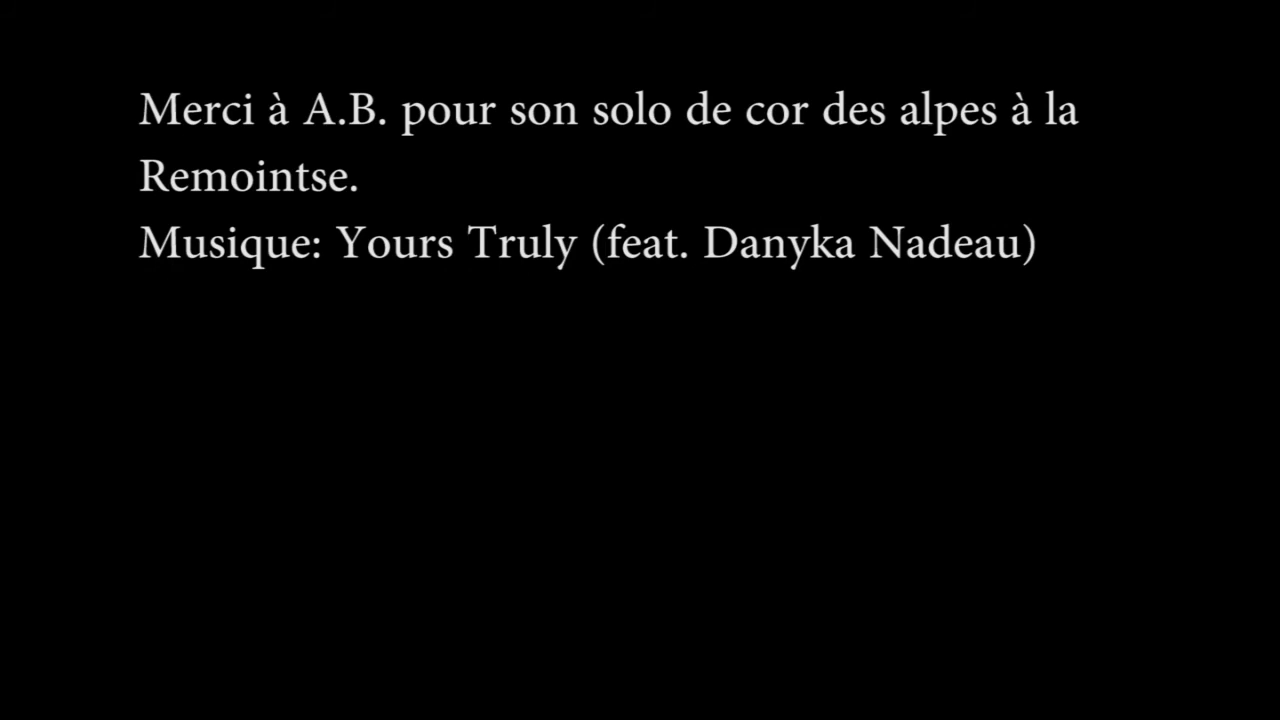 Merci à A.B. pour son solo de cor des alpes à la
Remointse.
Musique: Yours Truly (feat. Danyka Nadeau)